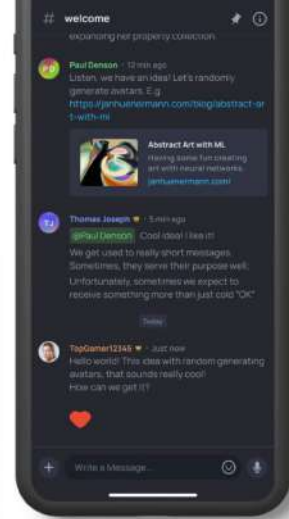 # welcome
expanding her property collection.
PD
Paul Denson · 12 min ago
Listen, we have an idea! Let's randomly
generate avatars. E.g
https://janhuenermann.com/blog/abstract-ar
t-with-ml
Abstract Art with ML
Having some fun creating
art with neural networks.
janhuenermann.com/
TJ
Thomas Joseph · 5 min ago
@Paul Denson Cool idea! I like it!
We get used to really short messages.
Sometimes, they serve their purpose well.
Unfortunately, sometimes we expect to
receive something more than just cold "OK"
Today
TopGamer12345 · Just now
Hello world! This idea with random generating
avatars, that sounds really cool!
How can we get it?
Write a Message...